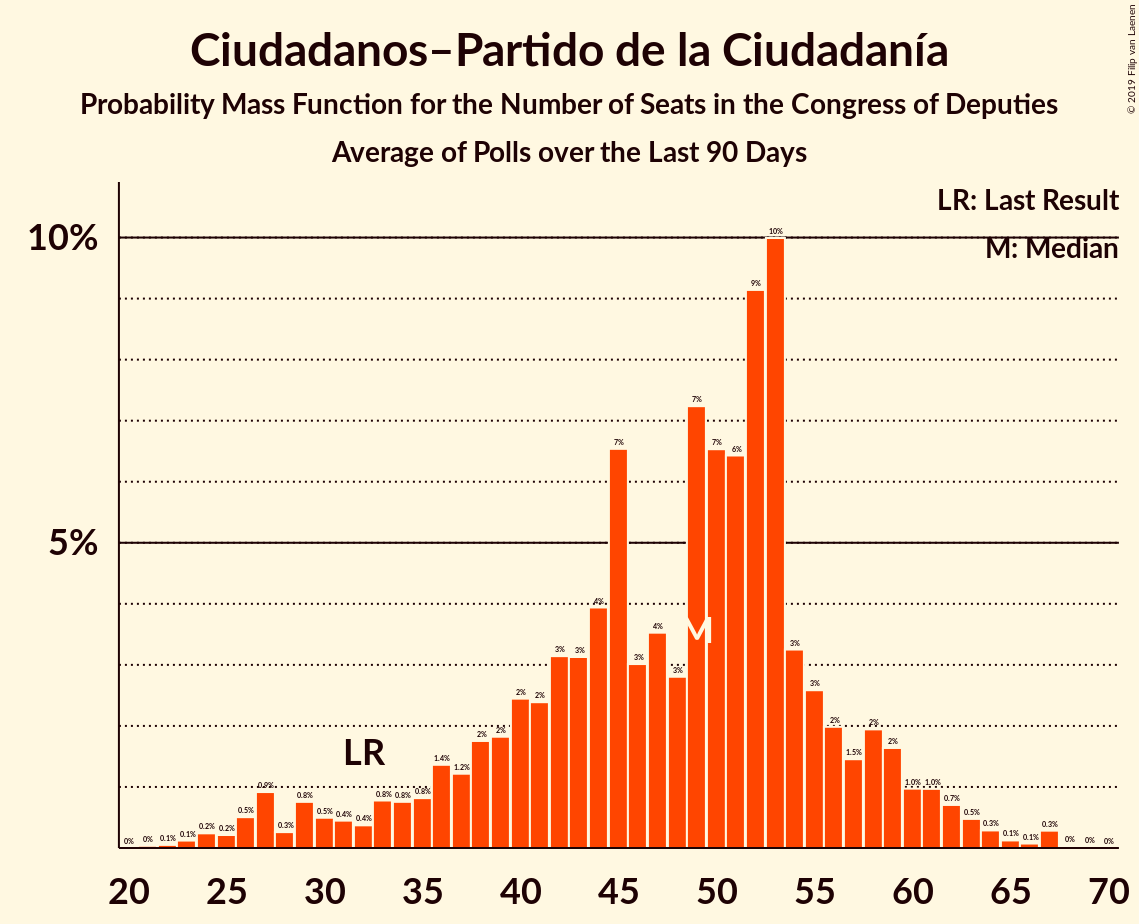 Ciudadanos–Partido de la Ciudadanía
Probability Mass Function for the Number of Seats in the Congress of Deputies
Average of Polls over the Last 90 Days
© 2019 Filip van Laenen
LR: Last Result
M: Median
10%
5%
0% 0% 0.1% 0.1% 0.2% 0.2% 0.5% 0.9% 0.3% 0.8% 0.5% 0.4% 0.4% 0.8% 0.8% 0.8% 1.4% 1.2% 2% 2% 2% 2% 3% 3% 4% 7% 3% 4% 3% 7% 7% 6% 9% 10% 3% 3% 2% 1.5% 2% 2% 1.0% 1.0% 0.7% 0.5% 0.3% 0.1% 0.1% 0.3% 0% 0% 0%
LR
M
20 25 30 35 40 45 50 55 60 65 70